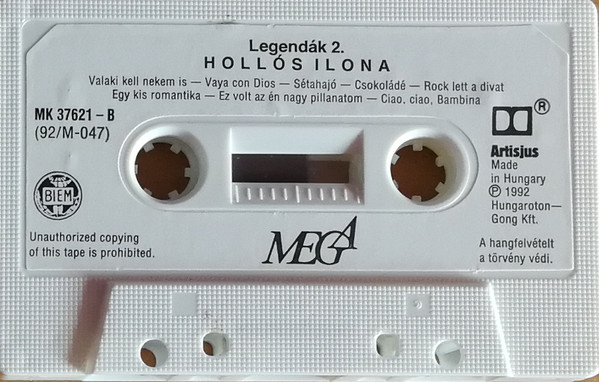 Legendák 2.
HOLLÓS ILONA
Valaki kell nekem is — Vaya con Dios — Sétahajó — Csokoládé — Rock lett a divat
Egy kis romantika — Ez volt az én nagy pillanatom — Ciao, ciao, Bambina
MK 37621 – B
(92/M-047)
BIEM
Unauthorized copying
of this tape is prohibited.
MEGA
®
Artisjus
Made
in Hungary
℗ 1992
Hungaroton—
Gong Kft.
A hangfelvételt
a törvény védi.